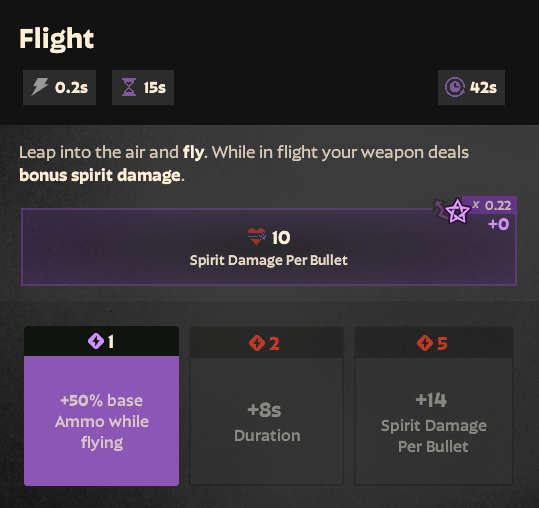 Flight
0.2s 15s 42s
Leap into the air and fly. While in flight your weapon deals
bonus spirit damage.
x 0.22
+0
10
Spirit Damage Per Bullet
1
+50% base
Ammo while
flying
2
+8s
Duration
5
+14
Spirit Damage
Per Bullet